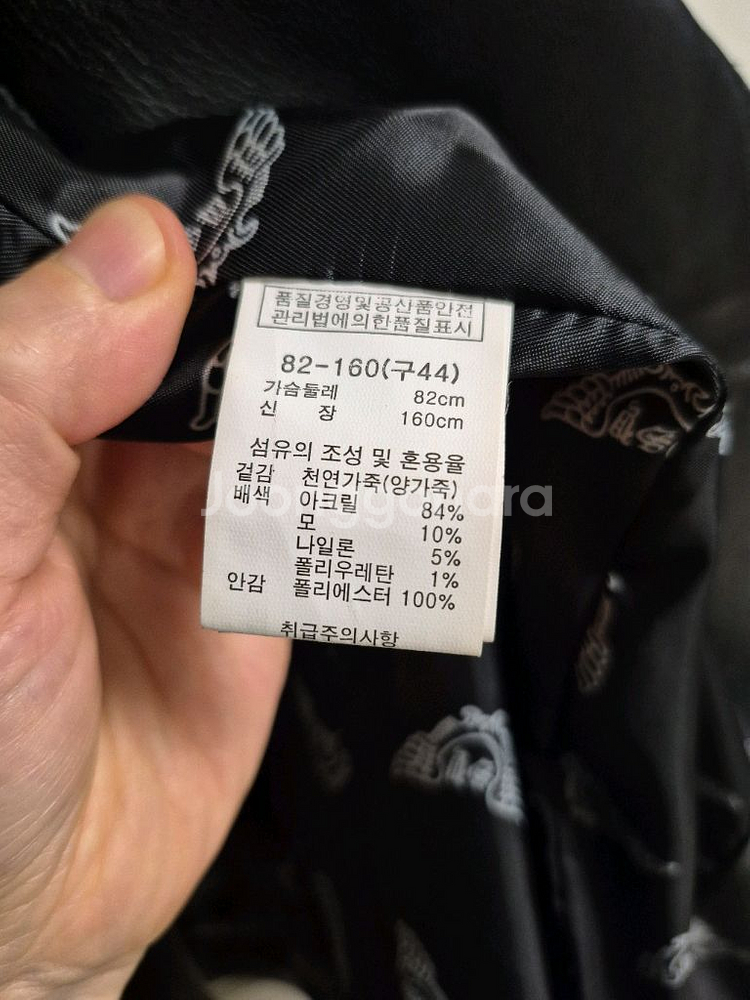 품질경영및공산품안전
관리법에의한품질표시
82-160(구44)
가슴둘레 82cm
신 장 160cm
섬유의 조성 및 혼용율
겉감 천연가죽(양가죽)
배색 아크릴 84%
모 10%
나일론 5%
폴리우레탄 1%
안감 폴리에스터 100%
취급주의사항
Joonggonara